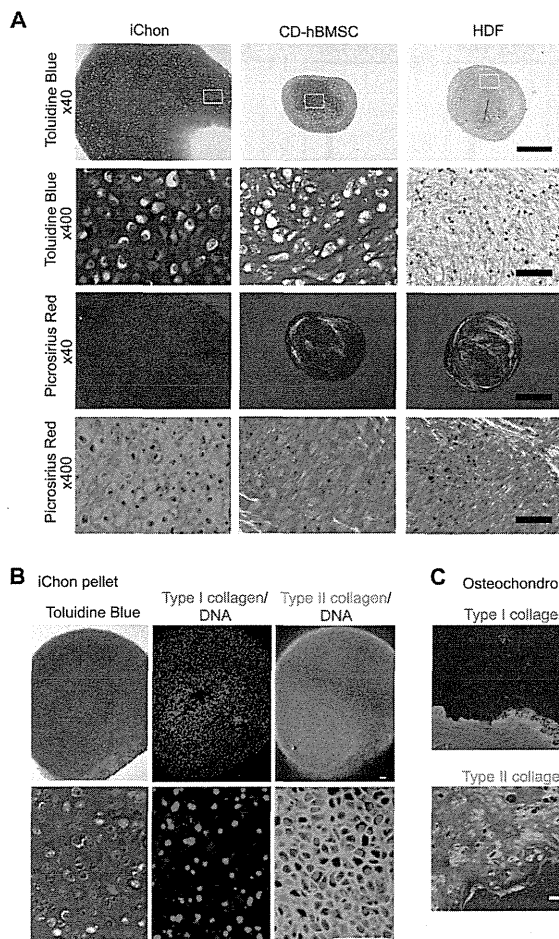 A
iChon
CD-hBMSC
HDF
Toluidine Blue
x40
Toluidine Blue
x400
Picrosirius Red
x40
Picrosirius Red
x400
B
iChon pellet
Toluidine Blue
Type I collagen/
DNA
Type II collagen/
DNA
C
Osteochondro
Type I collage
Type II collage